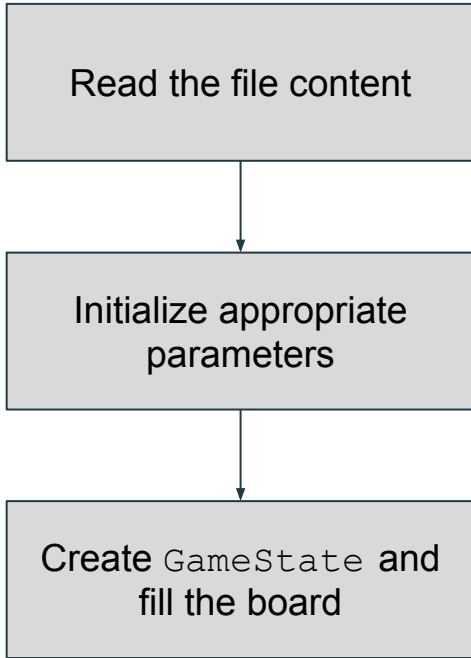 Read the file content
Initialize appropriate
parameters
Create GameState and
fill the board